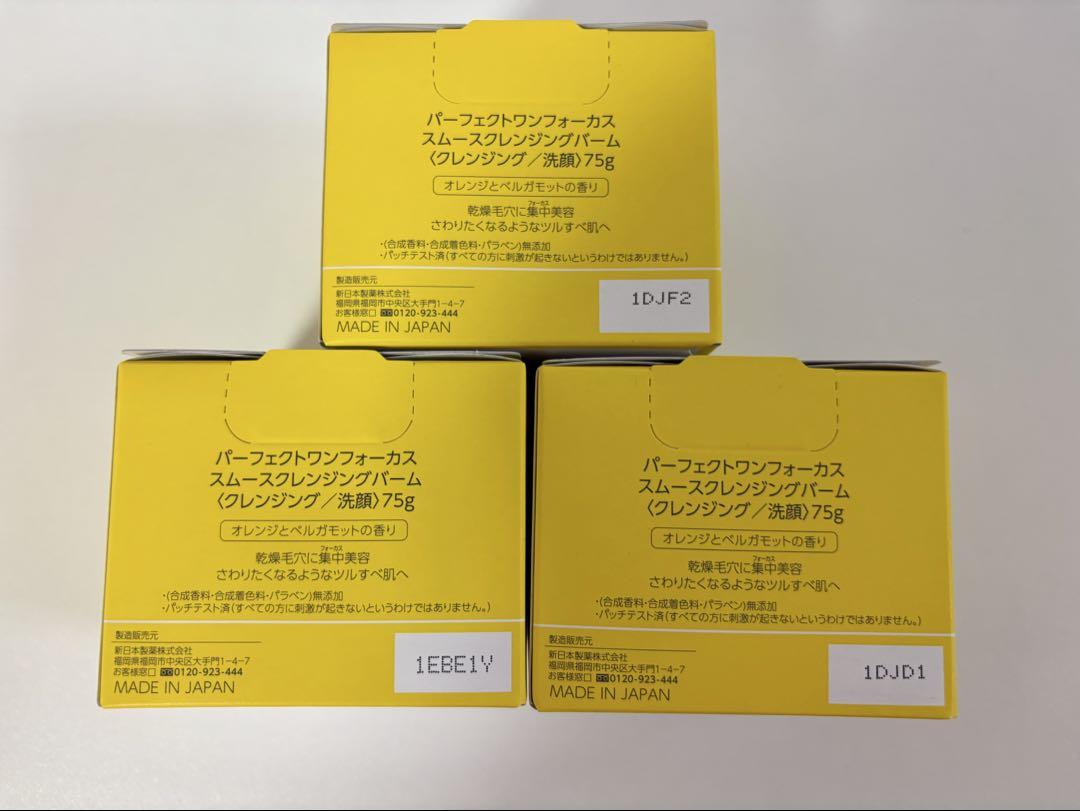 パーフェクトワンフォーカス
スムースクレンジングバーム
〈クレンジング／洗顔〉75g
オレンジとベルガモットの香り
乾燥毛穴に集中美容
フォーカス
さわりたくなるようなツルすべ肌へ
・(合成香料・合成着色料・パラベン)無添加
・パッチテスト済(すべての方に刺激が起きないというわけではありません。)
製造販売元
新日本製薬株式会社
福岡県福岡市中央区大手門1-4-7
お客様窓口 0120-923-444
MADE IN JAPAN
1DJF2
パーフェクトワンフォーカス
スムースクレンジングバーム
〈クレンジング／洗顔〉75g
オレンジとベルガモットの香り
乾燥毛穴に集中美容
フォーカス
さわりたくなるようなツルすべ肌へ
・(合成香料・合成着色料・パラベン)無添加
・パッチテスト済(すべての方に刺激が起きないというわけではありません。)
製造販売元
新日本製薬株式会社
福岡県福岡市中央区大手門1-4-7
お客様窓口 0120-923-444
MADE IN JAPAN
1EBE1Y
パーフェクトワンフォーカス
スムースクレンジングバーム
〈クレンジング／洗顔〉75g
オレンジとベルガモットの香り
乾燥毛穴に集中美容
フォーカス
さわりたくなるようなツルすべ肌へ
・(合成香料・合成着色料・パラベン)無添加
・パッチテスト済(すべての方に刺激が起きないというわけではありません。)
製造販売元
新日本製薬株式会社
福岡県福岡市中央区大手門1-4-7
お客様窓口 0120-923-444
MADE IN JAPAN
1DJD1